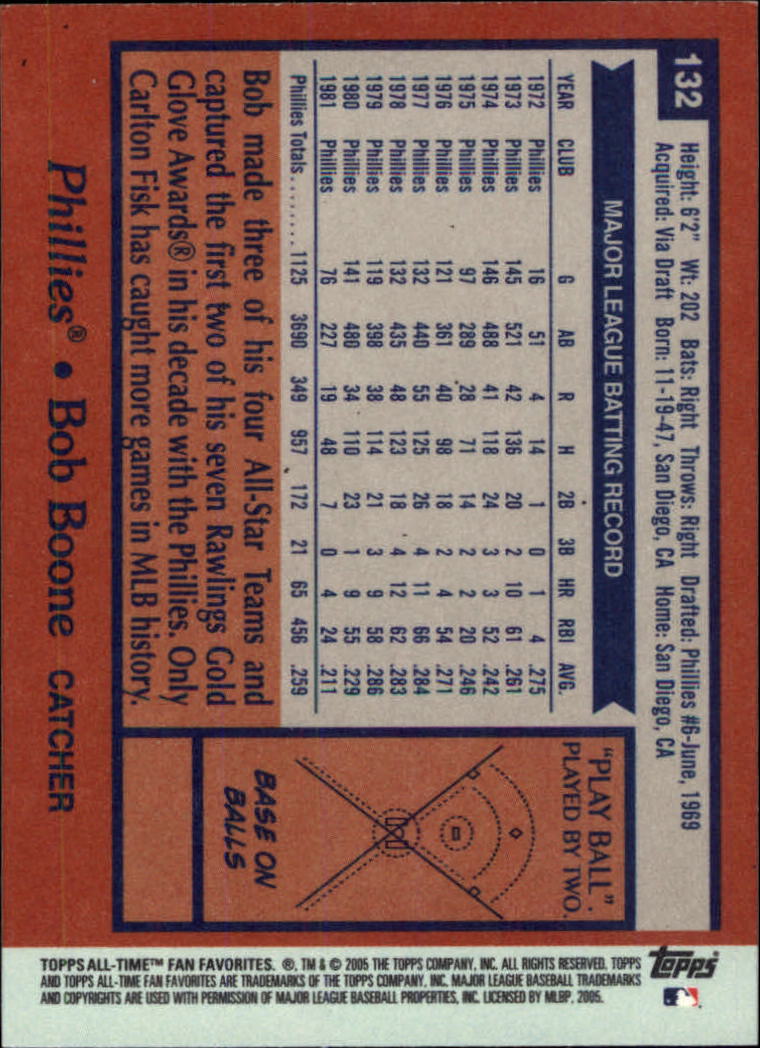 132
Height: 6'2" Wt: 202 Bats: Right Throws: Right Drafted: Phillies #6-June, 1969
Acquired: Via Draft Born: 11-19-47, San Diego, CA Home: San Diego, CA
MAJOR LEAGUE BATTING RECORD
YEAR CLUB G AB R H 2B 3B HR RBI AVG.
1972 Phillies 16 51 4 14 1 0 1 4 .275
1973 Phillies 145 521 42 136 20 2 10 61 .261
1974 Phillies 146 488 41 118 24 3 3 52 .242
1975 Phillies 97 289 28 71 14 2 2 20 .246
1976 Phillies 121 361 40 98 18 2 4 54 .271
1977 Phillies 132 440 55 125 26 4 11 66 .284
1978 Phillies 132 435 48 123 18 4 12 62 .283
1979 Phillies 119 398 38 114 21 3 9 58 .286
1980 Phillies 141 480 34 110 23 1 9 55 .229
1981 Phillies 76 227 19 48 7 0 4 24 .211
Phillies Totals........ 1125 3690 349 957 172 21 65 456 .259
Bob made three of his four All-Star Teams and
captured the first two of his seven Rawlings Gold
Glove Awards® in his decade with the Phillies. Only
Carlton Fisk has caught more games in MLB history.
Phillies® • Bob Boone CATCHER
"PLAY BALL".
PLAYED BY TWO.
BASE ON
BALLS
topps
TOPPS ALL-TIME™ FAN FAVORITES. ®, TM & © 2005 THE TOPPS COMPANY, INC. ALL RIGHTS RESERVED. TOPPS
AND TOPPS ALL-TIME FAN FAVORITES ARE TRADEMARKS OF THE TOPPS COMPANY, INC. MAJOR LEAGUE BASEBALL TRADEMARKS
AND COPYRIGHTS ARE USED WITH PERMISSION OF MAJOR LEAGUE BASEBALL PROPERTIES, INC. LICENSED BY MLBP, 2005.